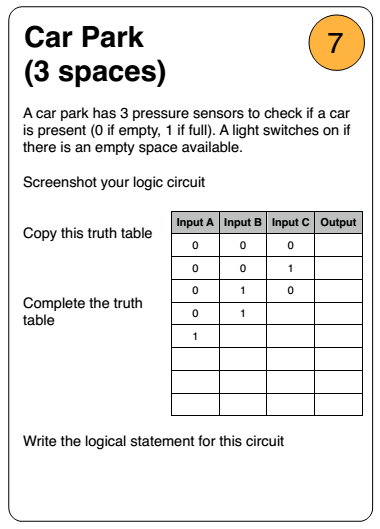 Car Park
(3 spaces)
7
A car park has 3 pressure sensors to check if a car
is present (0 if empty, 1 if full). A light switches on if
there is an empty space available.
Screenshot your logic circuit
Copy this truth table
Complete the truth
table
Input A Input B Input C Output
0 0 0
0 0 1
0 1 0
0 1
1
Write the logical statement for this circuit